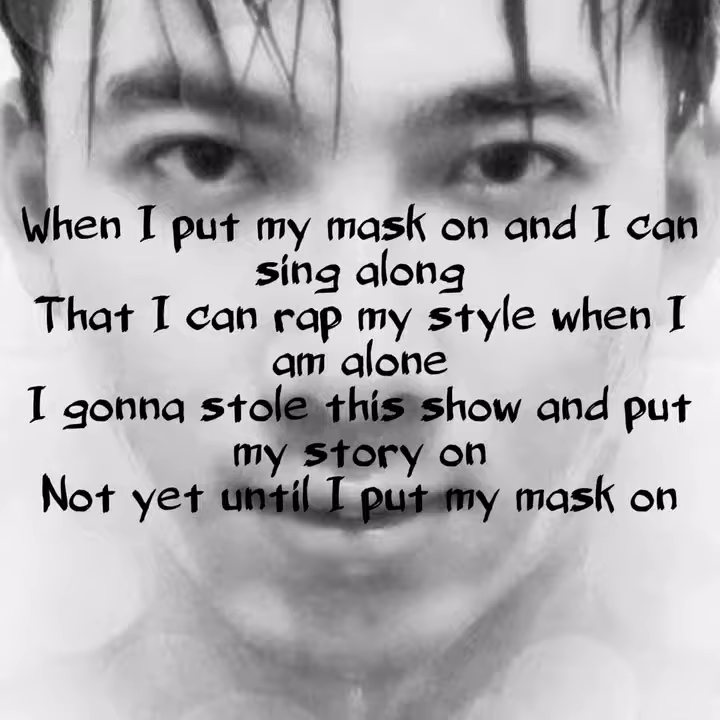 When I put my mask on and I can
sing along
That I can rap my style when I
am alone
I gonna stole this show and put
my story on
Not yet until I put my mask on